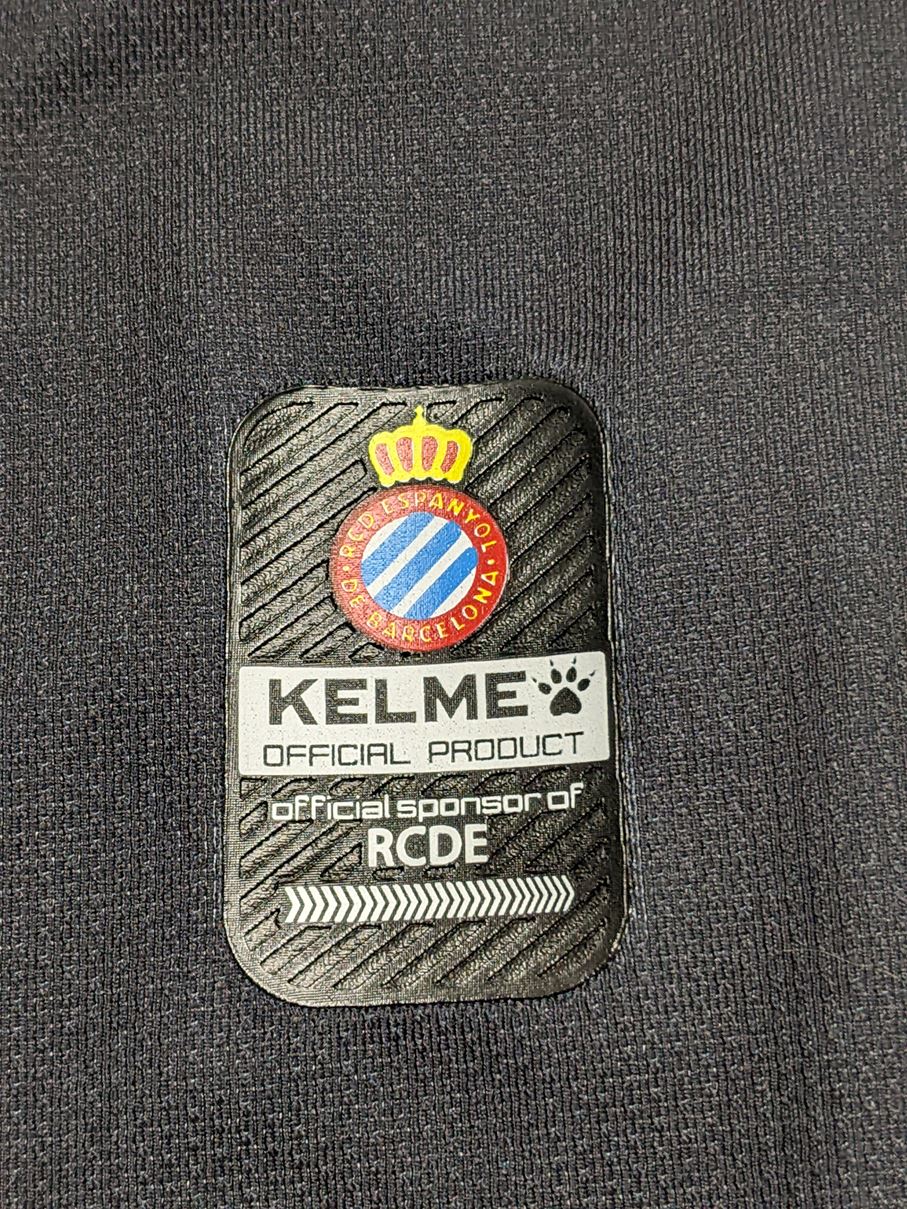 · RCD ESPANYOL ·
DE BARCELONA
KELME
OFFICIAL PRODUCT
official sponsor of
RCDE